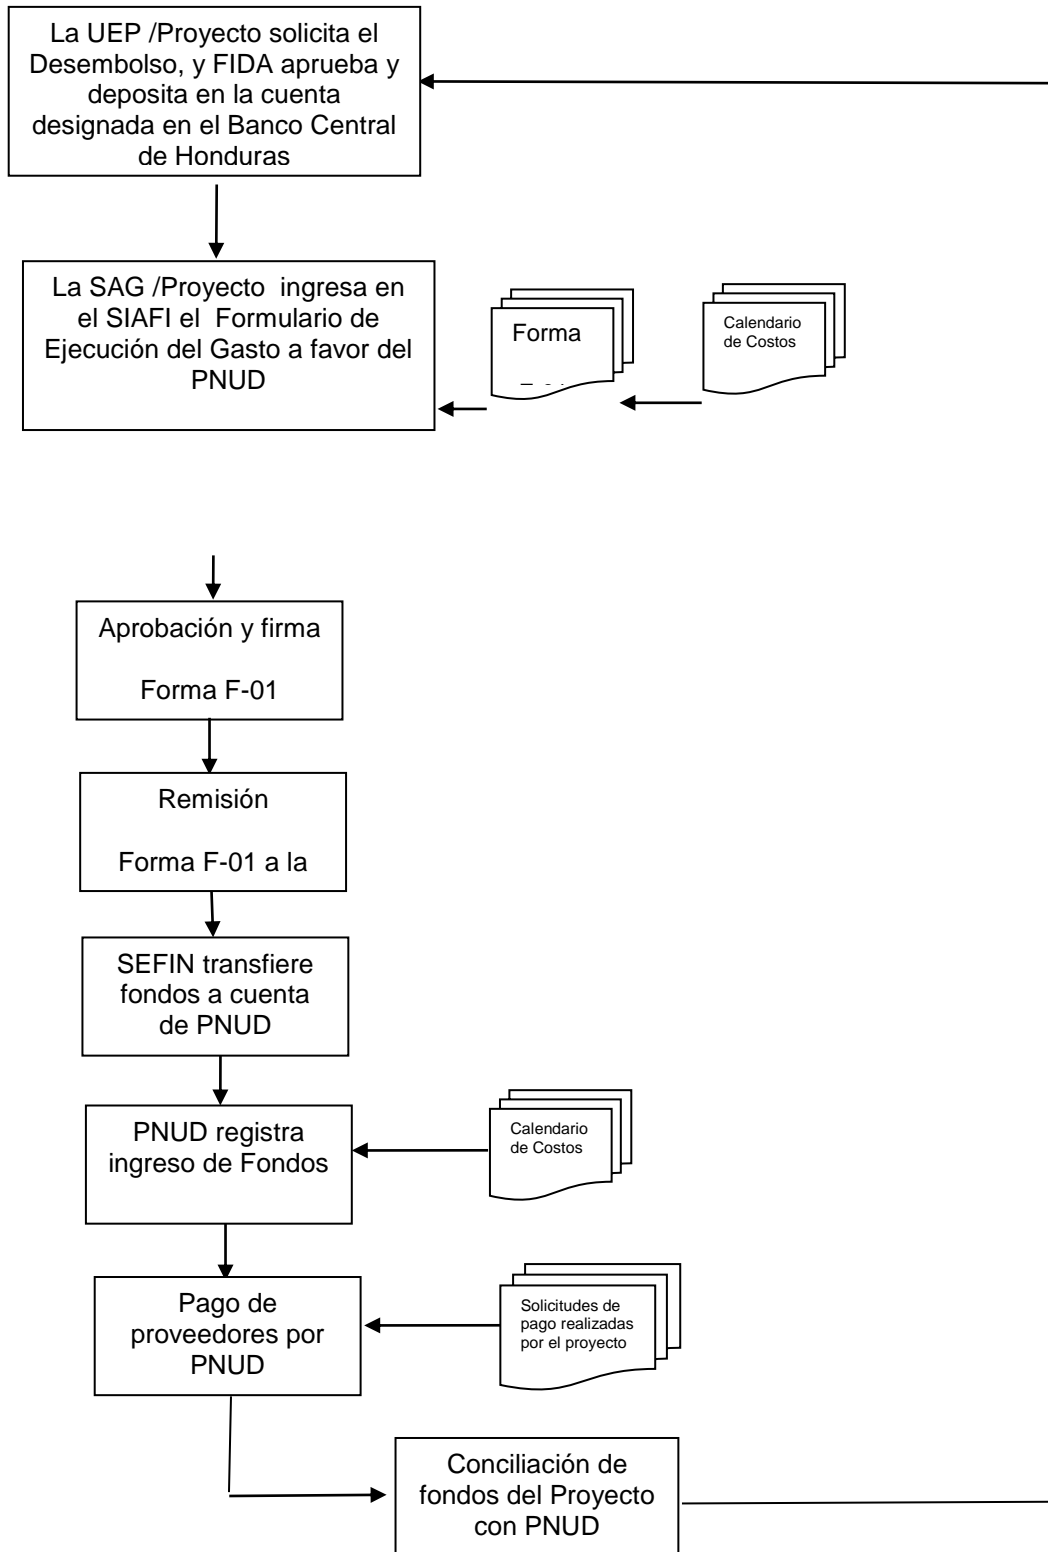 La UEP /Proyecto solicita el
Desembolso, y FIDA aprueba y
deposita en la cuenta
designada en el Banco Central
de Honduras
La SAG /Proyecto ingresa en
el SIAFI el Formulario de
Ejecución del Gasto a favor del
PNUD
Forma
Calendario
de Costos
Aprobación y firma
Forma F-01
Remisión
Forma F-01 a la
SEFIN transfiere
fondos a cuenta
de PNUD
PNUD registra
ingreso de Fondos
Calendario
de Costos
Pago de
proveedores por
PNUD
Solicitudes de
pago realizadas
por el proyecto
Conciliación de
fondos del Proyecto
con PNUD